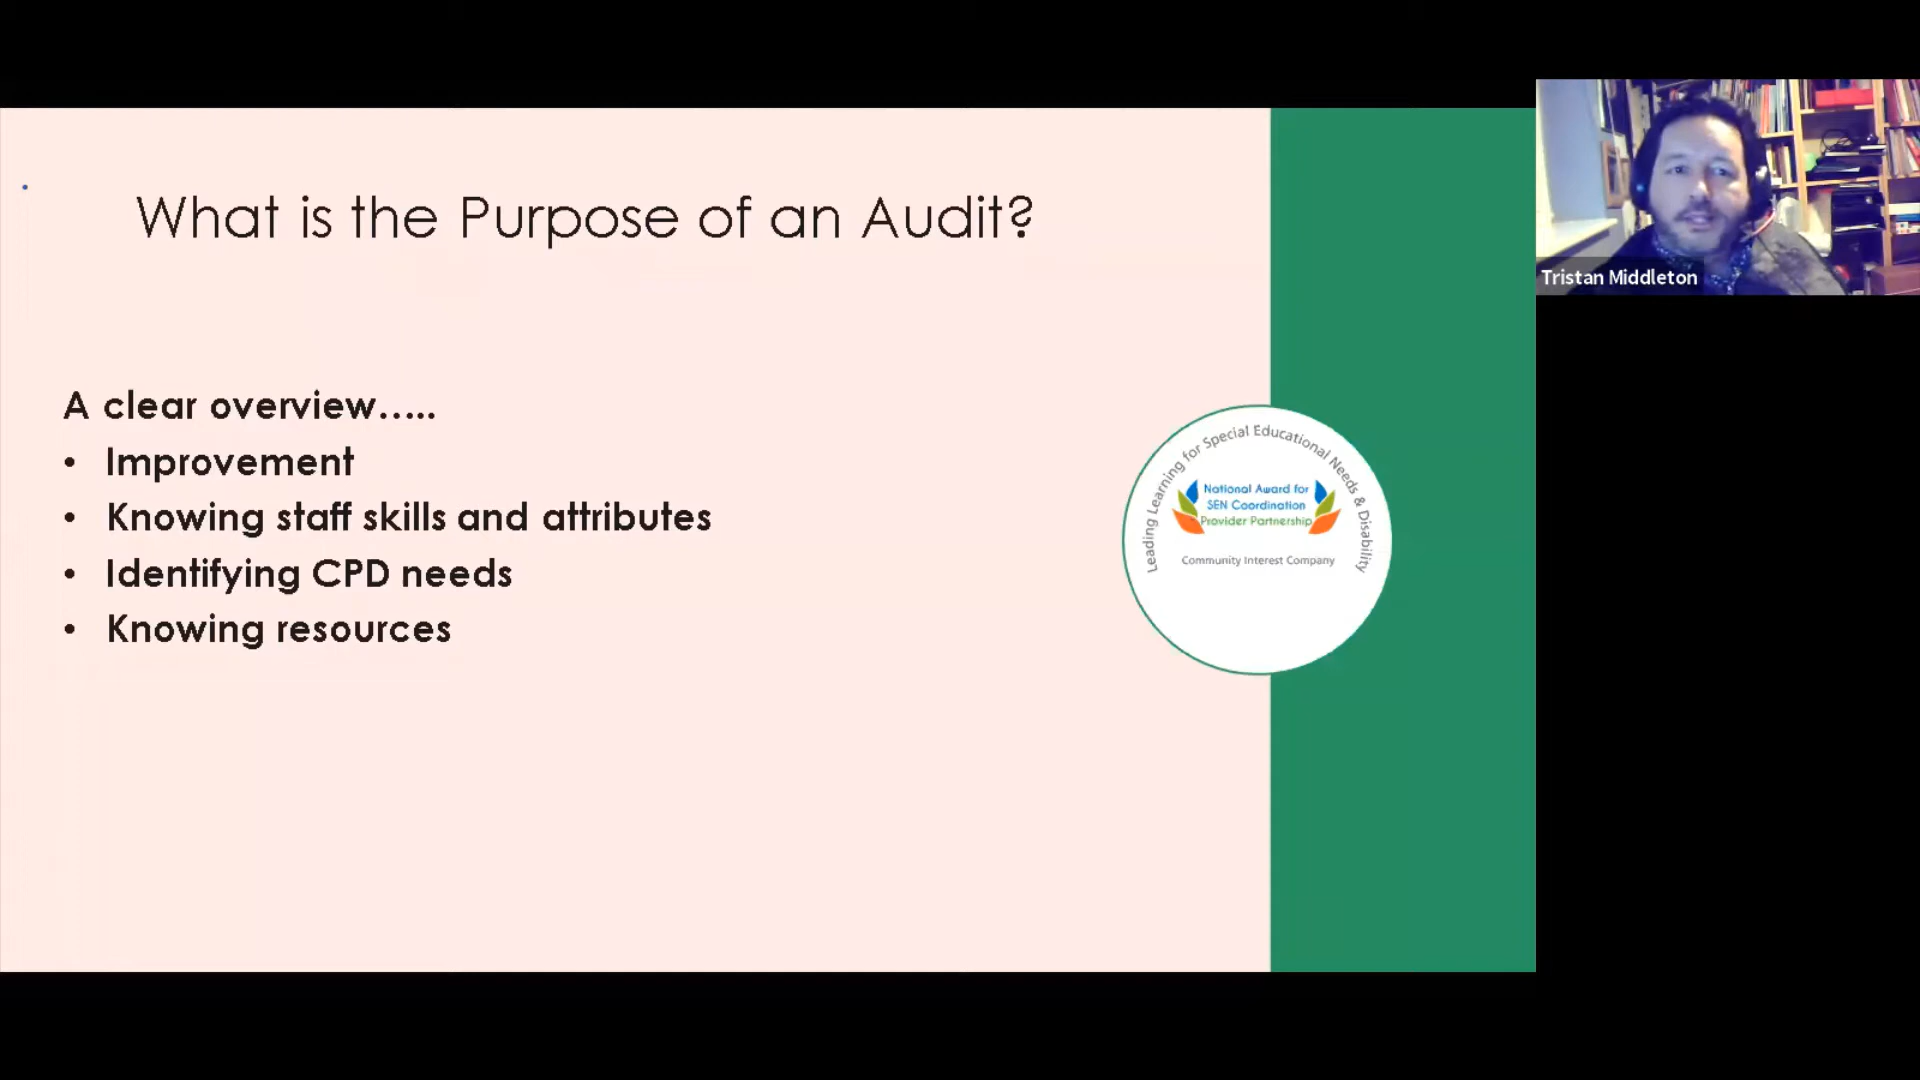 What is the Purpose of an Audit?
A clear overview.....
• Improvement
• Knowing staff skills and attributes
• Identifying CPD needs
• Knowing resources
Leading Learning for Special Educational Needs & Disability
National Award for
SEN Coordination
Provider Partnership
Community Interest Company
Tristan Middleton